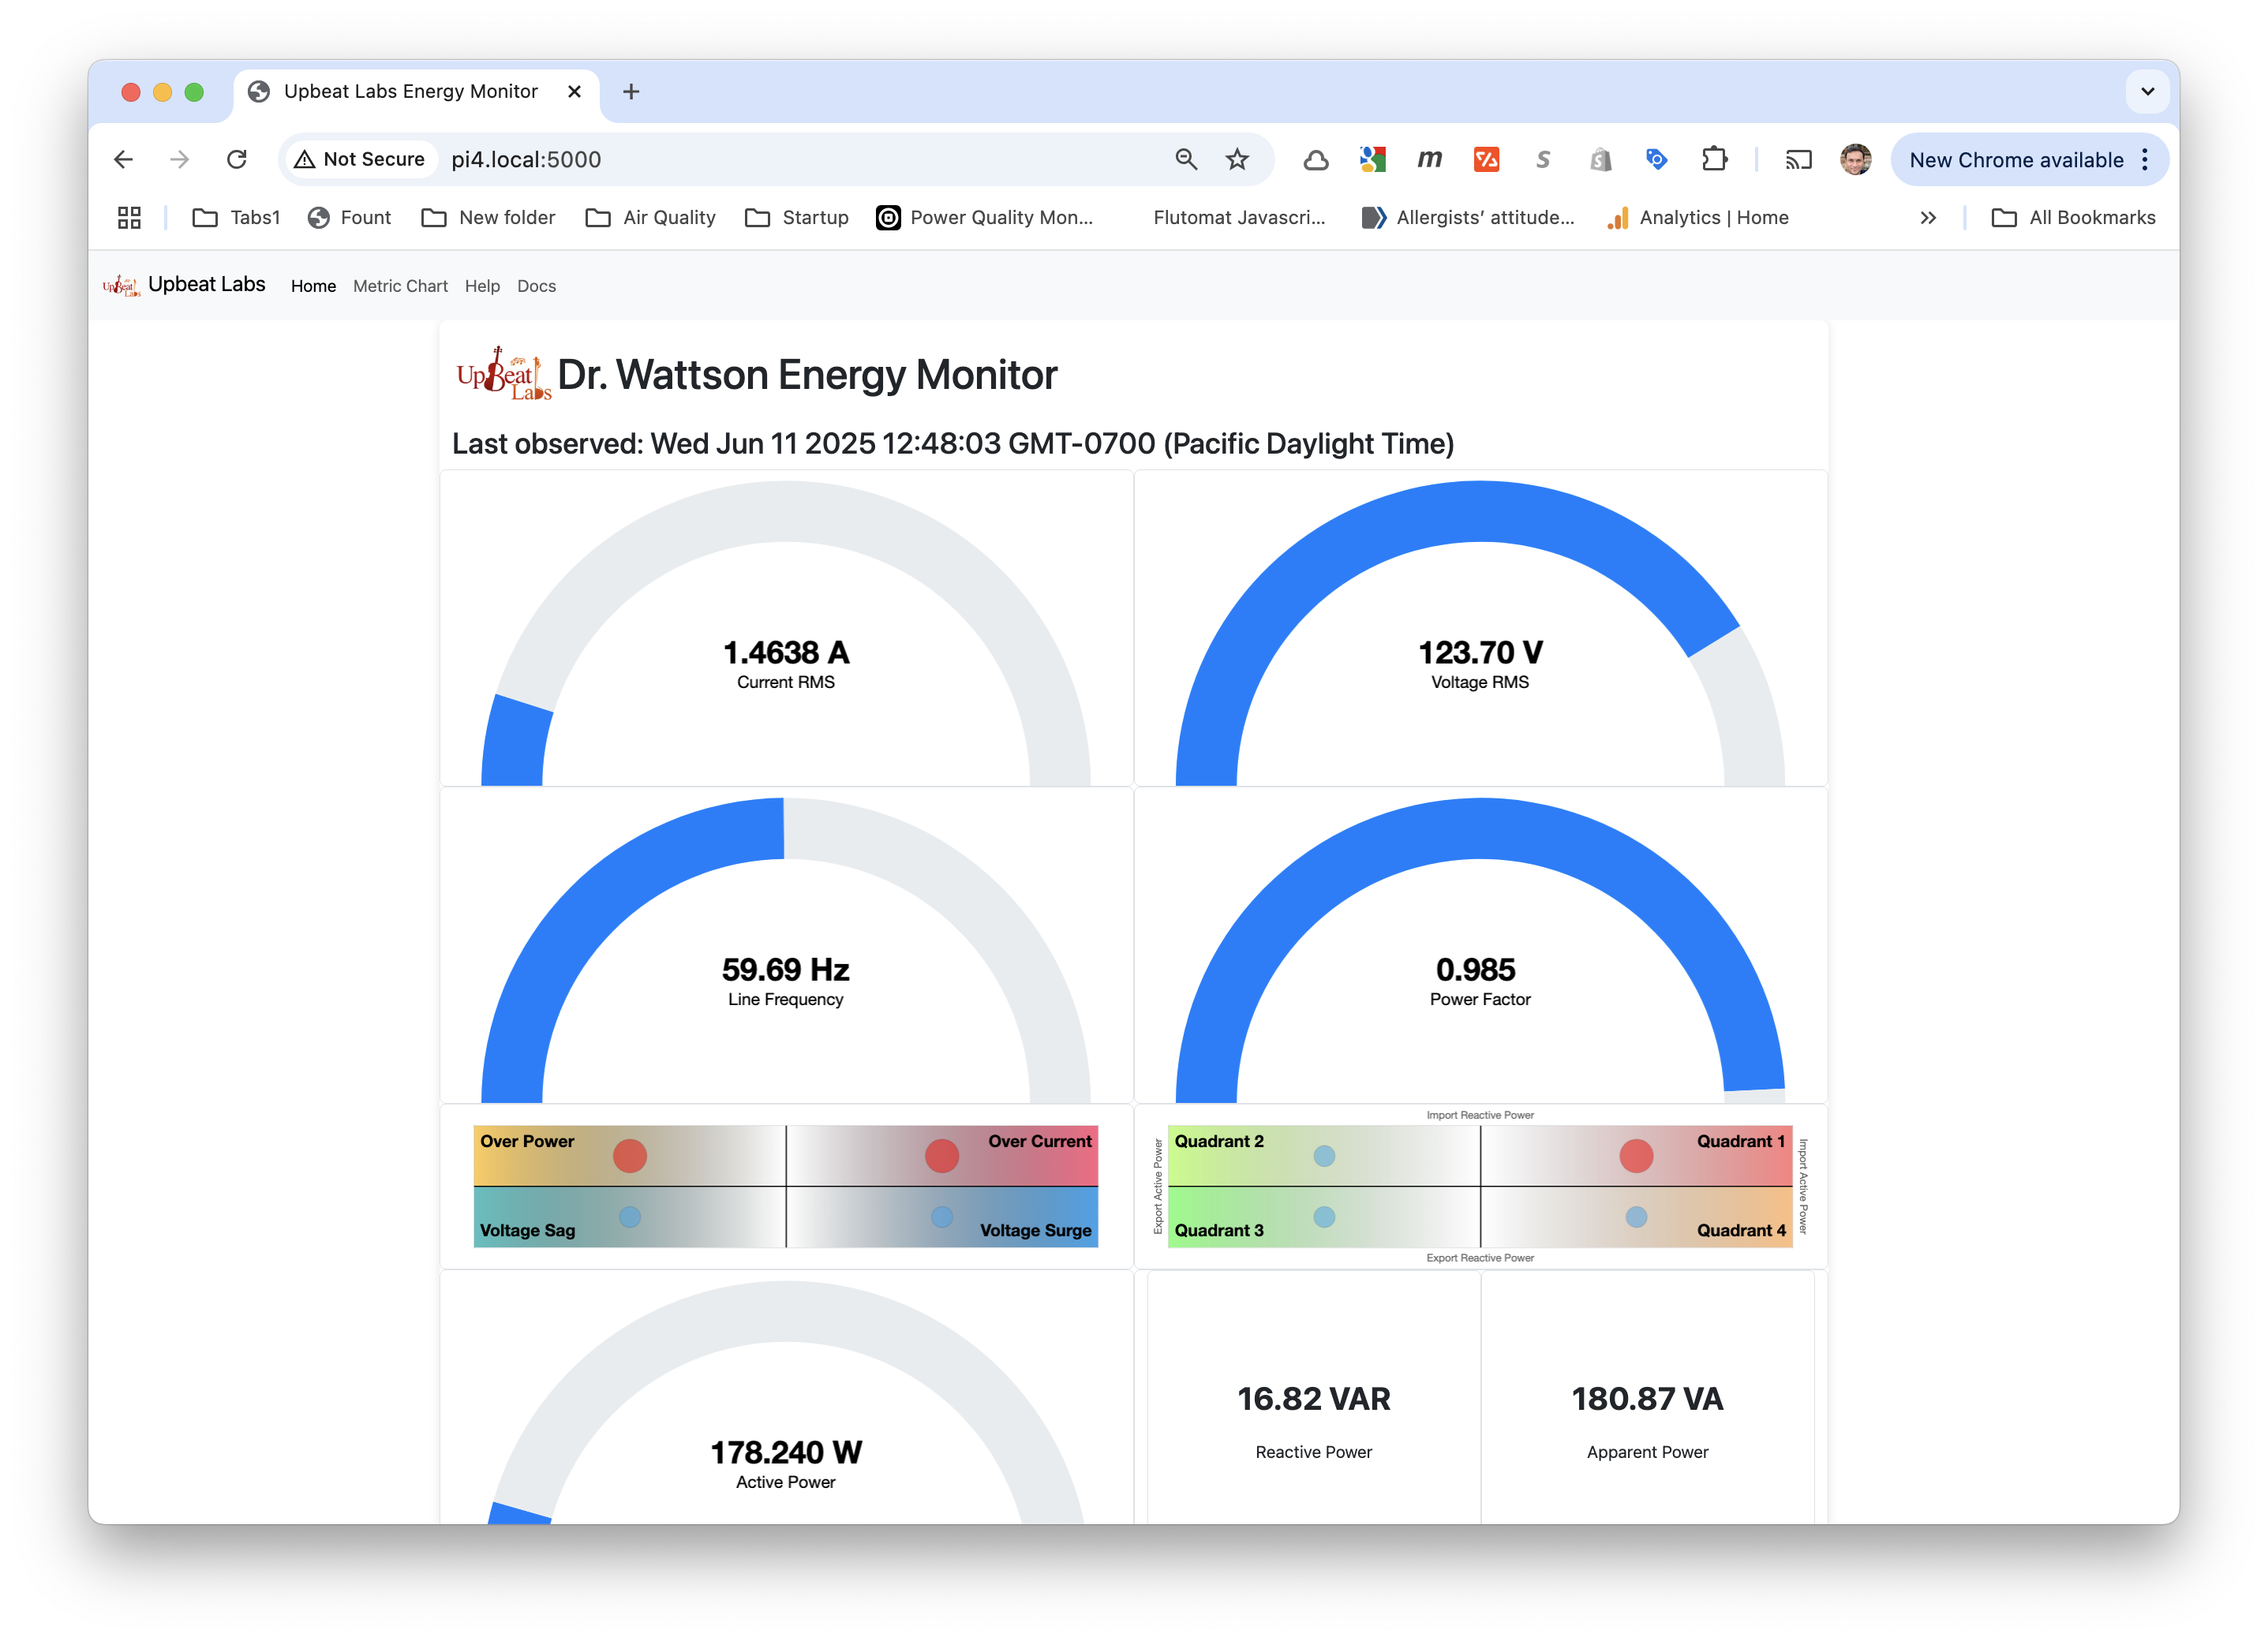 Upbeat Labs Energy Monitor
Not Secure pi4.local:5000 New Chrome available
Tabs1 Fount New folder Air Quality Startup Power Quality Mon... Flutomat Javascri... Allergists' attitude... Analytics | Home » All Bookmarks
UpBeat Labs Upbeat Labs Home Metric Chart Help Docs
UpBeat Labs Dr. Wattson Energy Monitor
Last observed: Wed Jun 11 2025 12:48:03 GMT-0700 (Pacific Daylight Time)
1.4638 A
Current RMS
123.70 V
Voltage RMS
59.69 Hz
Line Frequency
0.985
Power Factor
Over Power Over Current
Voltage Sag Voltage Surge
Import Reactive Power
Export Active Power
Quadrant 2 Quadrant 1
Quadrant 3 Quadrant 4
Import Active Power
Export Reactive Power
178.240 W
Active Power
16.82 VAR
Reactive Power
180.87 VA
Apparent Power